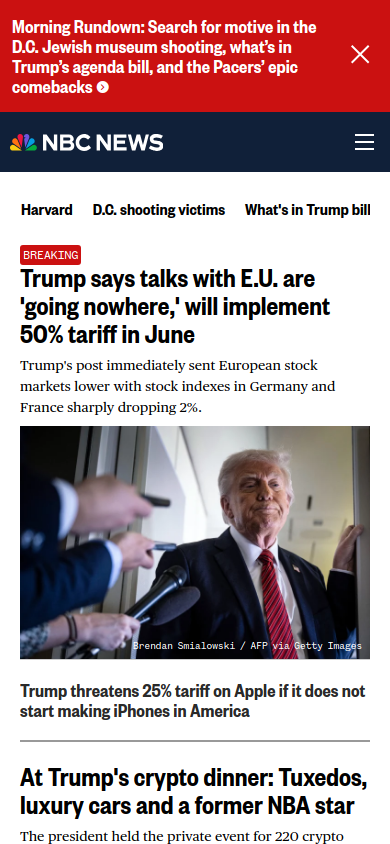 Morning Rundown: Search for motive in the
D.C. Jewish museum shooting, what's in
Trump's agenda bill, and the Pacers' epic
comebacks
NBC NEWS
Harvard D.C. shooting victims What's in Trump bill
BREAKING
Trump says talks with E.U. are
'going nowhere,' will implement
50% tariff in June
Trump's post immediately sent European stock
markets lower with stock indexes in Germany and
France sharply dropping 2%.
Brendan Smialowski / AFP via Getty Images
Trump threatens 25% tariff on Apple if it does not
start making iPhones in America
At Trump's crypto dinner: Tuxedos,
luxury cars and a former NBA star
The president held the private event for 220 crypto